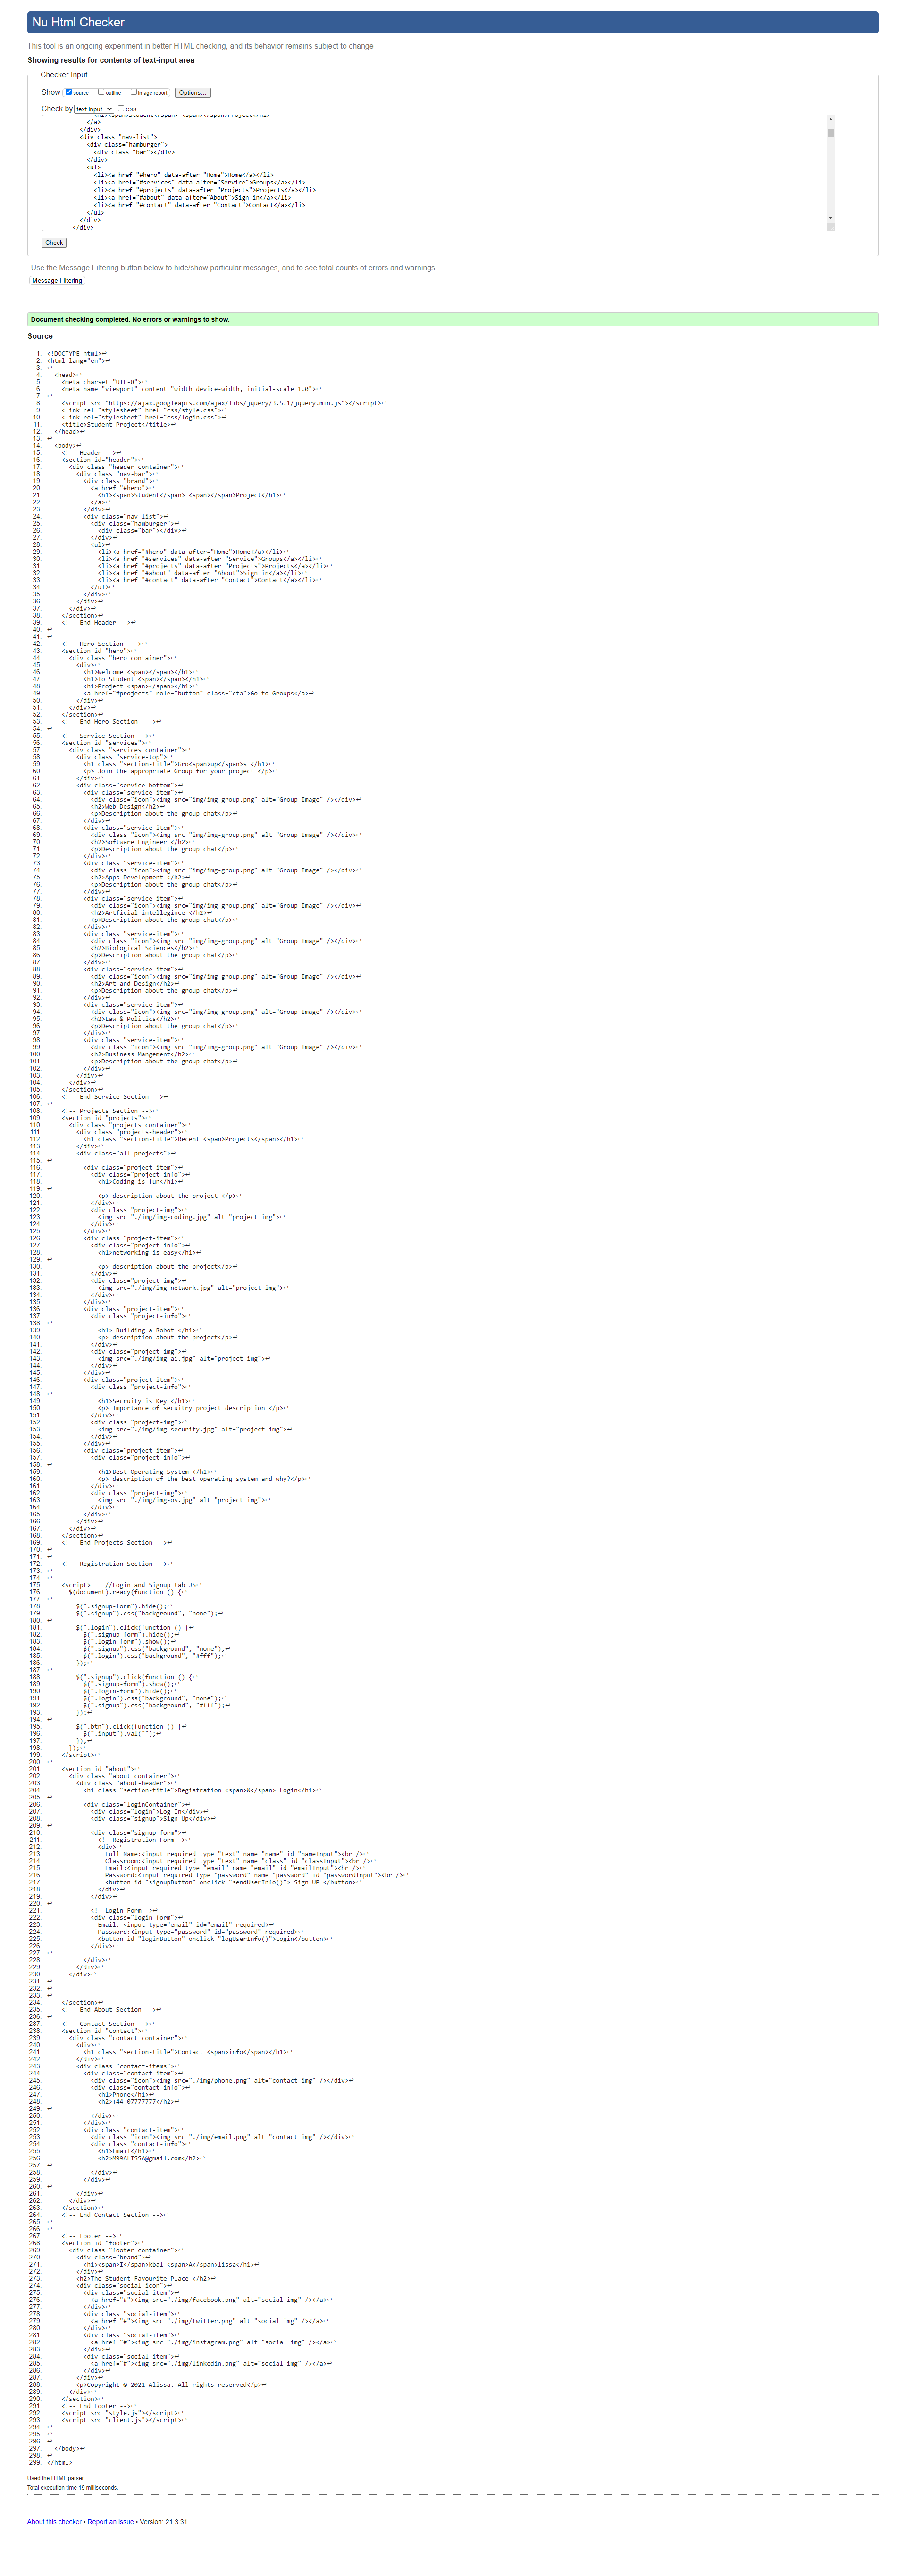 Nu Html Checker
This tool is an ongoing experiment in better HTML checking, and its behavior remains subject to change
Showing results for contents of text-input area
Checker Input
Show source outline image report Options...
Check by text input css
<h1><span>Student</span> <span></span>Project</h1>
</a>
</div>
<div class="nav-list">
<div class="hamburger">
<div class="bar"></div>
</div>
<ul>
<li><a href="#hero" data-after="Home">Home</a></li>
<li><a href="#services" data-after="Service">Groups</a></li>
<li><a href="#projects" data-after="Projects">Projects</a></li>
<li><a href="#about" data-after="About">Sign in</a></li>
<li><a href="#contact" data-after="Contact">Contact</a></li>
</ul>
</div>
</div>
Check
Use the Message Filtering button below to hide/show particular messages, and to see total counts of errors and warnings.
Message Filtering
Document checking completed. No errors or warnings to show.
Source
1. <!DOCTYPE html>↩
2. <html lang="en">↩
3. ↩
4. <head>↩
5. <meta charset="UTF-8">↩
6. <meta name="viewport" content="width=device-width, initial-scale=1.0">↩
7. ↩
8. <script src="https://ajax.googleapis.com/ajax/libs/jquery/3.5.1/jquery.min.js"></script>↩
9. <link rel="stylesheet" href="css/style.css">↩
10. <link rel="stylesheet" href="css/login.css">↩
11. <title>Student Project</title>↩
12. </head>↩
13. ↩
14. <body>↩
15. <!-- Header -->↩
16. <section id="header">↩
17. <div class="header container">↩
18. <div class="nav-bar">↩
19. <div class="brand">↩
20. <a href="#hero">↩
21. <h1><span>Student</span> <span></span>Project</h1>↩
22. </a>↩
23. </div>↩
24. <div class="nav-list">↩
25. <div class="hamburger">↩
26. <div class="bar"></div>↩
27. </div>↩
28. <ul>↩
29. <li><a href="#hero" data-after="Home">Home</a></li>↩
30. <li><a href="#services" data-after="Service">Groups</a></li>↩
31. <li><a href="#projects" data-after="Projects">Projects</a></li>↩
32. <li><a href="#about" data-after="About">Sign in</a></li>↩
33. <li><a href="#contact" data-after="Contact">Contact</a></li>↩
34. </ul>↩
35. </div>↩
36. </div>↩
37. </div>↩
38. </section>↩
39. <!-- End Header -->↩
40. ↩
41. ↩
42. <!-- Hero Section  -->↩
43. <section id="hero">↩
44. <div class="hero container">↩
45. <div>↩
46. <h1>Welcome <span></span></h1>↩
47. <h1>To Student <span></span></h1>↩
48. <h1>Project <span></span></h1>↩
49. <a href="#projects" role="button" class="cta">Go to Groups</a>↩
50. </div>↩
51. </div>↩
52. </section>↩
53. <!-- End Hero Section  -->↩
54. ↩
55. <!-- Service Section -->↩
56. <section id="services">↩
57. <div class="services container">↩
58. <div class="service-top">↩
59. <h1 class="section-title">Gro<span>up</span>s </h1>↩
60. <p> Join the appropriate Group for your project </p>↩
61. </div>↩
62. <div class="service-bottom">↩
63. <div class="service-item">↩
64. <div class="icon"><img src="img/img-group.png" alt="Group Image" /></div>↩
65. <h2>Web Design</h2>↩
66. <p>Description about the group chat</p>↩
67. </div>↩
68. <div class="service-item">↩
69. <div class="icon"><img src="img/img-group.png" alt="Group Image" /></div>↩
70. <h2>Software Engineer </h2>↩
71. <p>Description about the group chat</p>↩
72. </div>↩
73. <div class="service-item">↩
74. <div class="icon"><img src="img/img-group.png" alt="Group Image" /></div>↩
75. <h2>Apps Development </h2>↩
76. <p>Description about the group chat</p>↩
77. </div>↩
78. <div class="service-item">↩
79. <div class="icon"><img src="img/img-group.png" alt="Group Image" /></div>↩
80. <h2>Artficial intellegince </h2>↩
81. <p>Description about the group chat</p>↩
82. </div>↩
83. <div class="service-item">↩
84. <div class="icon"><img src="img/img-group.png" alt="Group Image" /></div>↩
85. <h2>Biological Sciences</h2>↩
86. <p>Description about the group chat</p>↩
87. </div>↩
88. <div class="service-item">↩
89. <div class="icon"><img src="img/img-group.png" alt="Group Image" /></div>↩
90. <h2>Art and Design</h2>↩
91. <p>Description about the group chat</p>↩
92. </div>↩
93. <div class="service-item">↩
94. <div class="icon"><img src="img/img-group.png" alt="Group Image" /></div>↩
95. <h2>Law & Politics</h2>↩
96. <p>Description about the group chat</p>↩
97. </div>↩
98. <div class="service-item">↩
99. <div class="icon"><img src="img/img-group.png" alt="Group Image" /></div>↩
100. <h2>Business Mangement</h2>↩
101. <p>Description about the group chat</p>↩
102. </div>↩
103. </div>↩
104. </div>↩
105. </section>↩
106. <!-- End Service Section -->↩
107. ↩
108. <!-- Projects Section -->↩
109. <section id="projects">↩
110. <div class="projects container">↩
111. <div class="projects-header">↩
112. <h1 class="section-title">Recent <span>Projects</span></h1>↩
113. </div>↩
114. <div class="all-projects">↩
115. ↩
116. <div class="project-item">↩
117. <div class="project-info">↩
118. <h1>Coding is fun</h1>↩
119. ↩
120. <p> description about the project </p>↩
121. </div>↩
122. <div class="project-img">↩
123. <img src="./img/img-coding.jpg" alt="project img">↩
124. </div>↩
125. </div>↩
126. <div class="project-item">↩
127. <div class="project-info">↩
128. <h1>networking is easy</h1>↩
129. ↩
130. <p> description about the project</p>↩
131. </div>↩
132. <div class="project-img">↩
133. <img src="./img/img-network.jpg" alt="project img">↩
134. </div>↩
135. </div>↩
136. <div class="project-item">↩
137. <div class="project-info">↩
138. ↩
139. <h1> Building a Robot </h1>↩
140. <p> description about the project</p>↩
141. </div>↩
142. <div class="project-img">↩
143. <img src="./img/img-ai.jpg" alt="project img">↩
144. </div>↩
145. </div>↩
146. <div class="project-item">↩
147. <div class="project-info">↩
148. ↩
149. <h1>Secruity is Key </h1>↩
150. <p> Importance of secuitry project description </p>↩
151. </div>↩
152. <div class="project-img">↩
153. <img src="./img/img-security.jpg" alt="project img">↩
154. </div>↩
155. </div>↩
156. <div class="project-item">↩
157. <div class="project-info">↩
158. ↩
159. <h1>Best Operating System </h1>↩
160. <p> description of the best operating system and why?</p>↩
161. </div>↩
162. <div class="project-img">↩
163. <img src="./img/img-os.jpg" alt="project img">↩
164. </div>↩
165. </div>↩
166. </div>↩
167. </div>↩
168. </section>↩
169. <!-- End Projects Section -->↩
170. ↩
171. ↩
172. <!-- Registration Section -->↩
173. ↩
174. ↩
175. <script>    //Login and Signup tab JS↩
176. $(document).ready(function () {↩
177. ↩
178. $(".signup-form").hide();↩
179. $(".signup").css("background", "none");↩
180. ↩
181. $(".login").click(function () {↩
182. $(".signup-form").hide();↩
183. $(".login-form").show();↩
184. $(".signup").css("background", "none");↩
185. $(".login").css("background", "#fff");↩
186. });↩
187. ↩
188. $(".signup").click(function () {↩
189. $(".signup-form").show();↩
190. $(".login-form").hide();↩
191. $(".login").css("background", "none");↩
192. $(".signup").css("background", "#fff");↩
193. });↩
194. ↩
195. $(".btn").click(function () {↩
196. $(".input").val("");↩
197. });↩
198. });↩
199. </script>↩
200. ↩
201. <section id="about">↩
202. <div class="about container">↩
203. <div class="about-header">↩
204. <h1 class="section-title">Registration <span>&</span> Login</h1>↩
205. ↩
206. <div class="loginContainer">↩
207. <div class="login">Log In</div>↩
208. <div class="signup">Sign Up</div>↩
209. ↩
210. <div class="signup-form">↩
211. <!--Registration Form-->↩
212. <div>↩
213. Full Name:<input required type="text" name="name" id="nameInput"><br />↩
214. Classroom:<input required type="text" name="class" id="classInput"><br />↩
215. Email:<input required type="email" name="email" id="emailInput"><br />↩
216. Password:<input required type="password" name="password" id="passwordInput"><br />↩
217. <button id="signupButton" onclick="sendUserInfo()"> Sign UP </button>↩
218. </div>↩
219. </div>↩
220. ↩
221. <!--Login Form-->↩
222. <div class="login-form">↩
223. Email: <input type="email" id="email" required>↩
224. Password:<input type="password" id="password" required>↩
225. <button id="loginButton" onclick="logUserinfo()">Login</button>↩
226. </div>↩
227. ↩
228. </div>↩
229. </div>↩
230. </div>↩
231. ↩
232. ↩
233. ↩
234. </section>↩
235. <!-- End About Section -->↩
236. ↩
237. <!-- Contact Section -->↩
238. <section id="contact">↩
239. <div class="contact container">↩
240. <div>↩
241. <h1 class="section-title">Contact <span>info</span></h1>↩
242. </div>↩
243. <div class="contact-items">↩
244. <div class="contact-item">↩
245. <div class="icon"><img src="./img/phone.png" alt="contact img" /></div>↩
246. <div class="contact-info">↩
247. <h1>Phone</h1>↩
248. <h2>+44 07777777</h2>↩
249. ↩
250. </div>↩
251. </div>↩
252. <div class="contact-item">↩
253. <div class="icon"><img src="./img/email.png" alt="contact img" /></div>↩
254. <div class="contact-info">↩
255. <h1>Email</h1>↩
256. <h2>M99ALISSA@gmail.com</h2>↩
257. ↩
258. </div>↩
259. </div>↩
260. ↩
261. </div>↩
262. </div>↩
263. </section>↩
264. <!-- End Contact Section -->↩
265. ↩
266. ↩
267. <!-- Footer -->↩
268. <section id="footer">↩
269. <div class="footer container">↩
270. <div class="brand">↩
271. <h1><span>I</span>kbal <span>A</span>lissa</h1>↩
272. </div>↩
273. <h2>The Student Favourite Place </h2>↩
274. <div class="social-icon">↩
275. <div class="social-item">↩
276. <a href="#"><img src="./img/facebook.png" alt="social img" /></a>↩
277. </div>↩
278. <div class="social-item">↩
279. <a href="#"><img src="./img/twitter.png" alt="social img" /></a>↩
280. </div>↩
281. <div class="social-item">↩
282. <a href="#"><img src="./img/instagram.png" alt="social img" /></a>↩
283. </div>↩
284. <div class="social-item">↩
285. <a href="#"><img src="./img/linkedin.png" alt="social img" /></a>↩
286. </div>↩
287. </div>↩
288. <p>Copyright © 2021 Alissa. All rights reserved</p>↩
289. </div>↩
290. </section>↩
291. <!-- End Footer -->↩
292. <script src="style.js"></script>↩
293. <script src="client.js"></script>↩
294. ↩
295. ↩
296. ↩
297. </body>↩
298. ↩
299. </html>
Used the HTML parser.
Total execution time 19 milliseconds.
About this checker • Report an issue • Version: 21.3.31